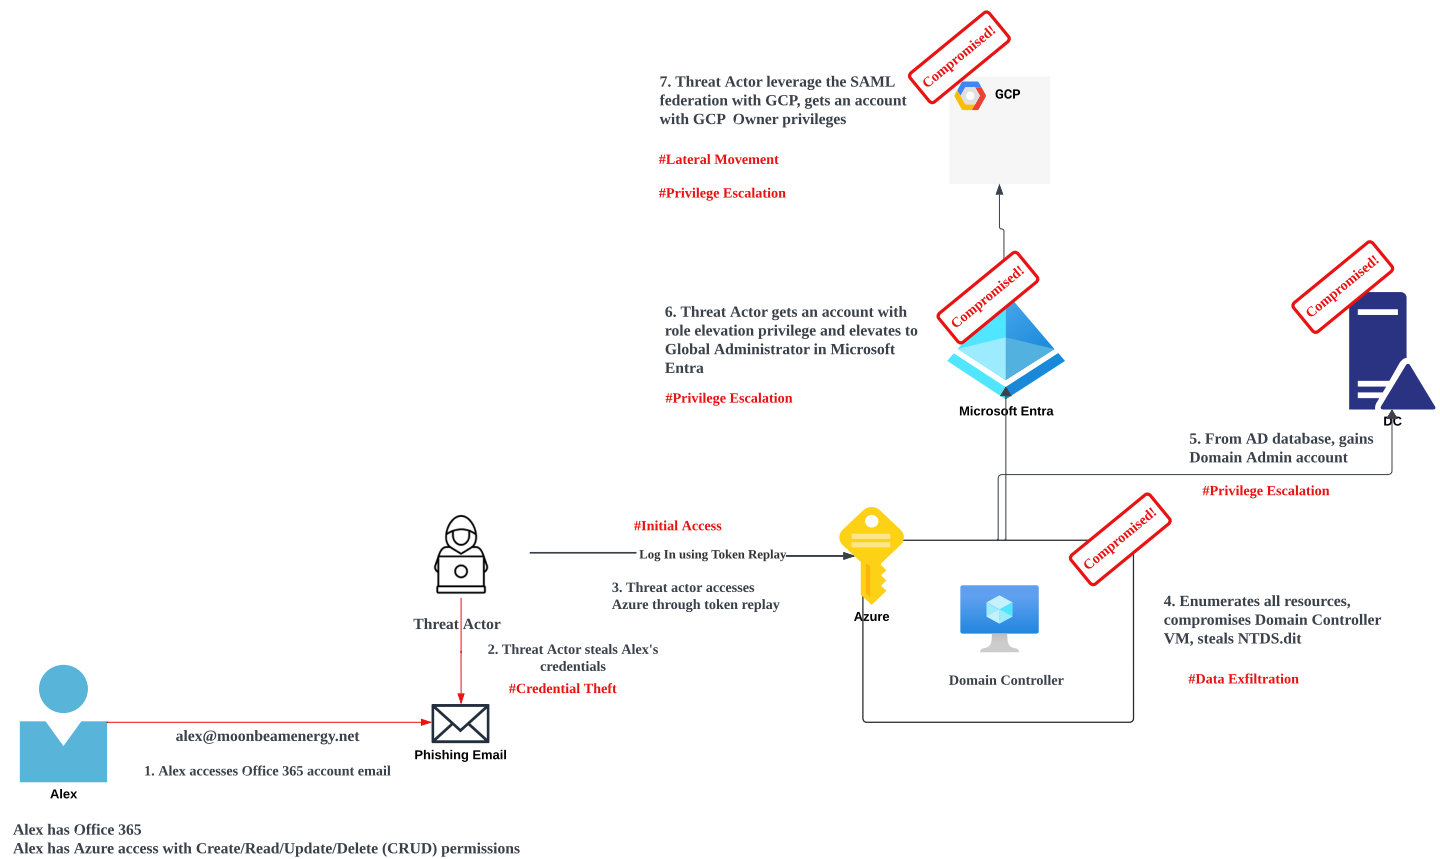 Compromised!
7. Threat Actor leverage the SAML
federation with GCP, gets an account
with GCP Owner privileges
GCP
#Lateral Movement
#Privilege Escalation
Compromised!
Compromised!
6. Threat Actor gets an account with
role elevation privilege and elevates to
Global Administrator in Microsoft
Entra
#Privilege Escalation
Microsoft Entra
DC
5. From AD database, gains
Domain Admin account
#Privilege Escalation
#Initial Access
Log In using Token Replay
3. Threat actor accesses
Azure through token replay
Azure
Compromised!
Domain Controller
4. Enumerates all resources,
compromises Domain Controller
VM, steals NTDS.dit
#Data Exfiltration
Threat Actor
2. Threat Actor steals Alex's
credentials
#Credential Theft
alex@moonbeamenergy.net
Phishing Email
1. Alex accesses Office 365 account email
Alex
Alex has Office 365
Alex has Azure access with Create/Read/Update/Delete (CRUD) permissions